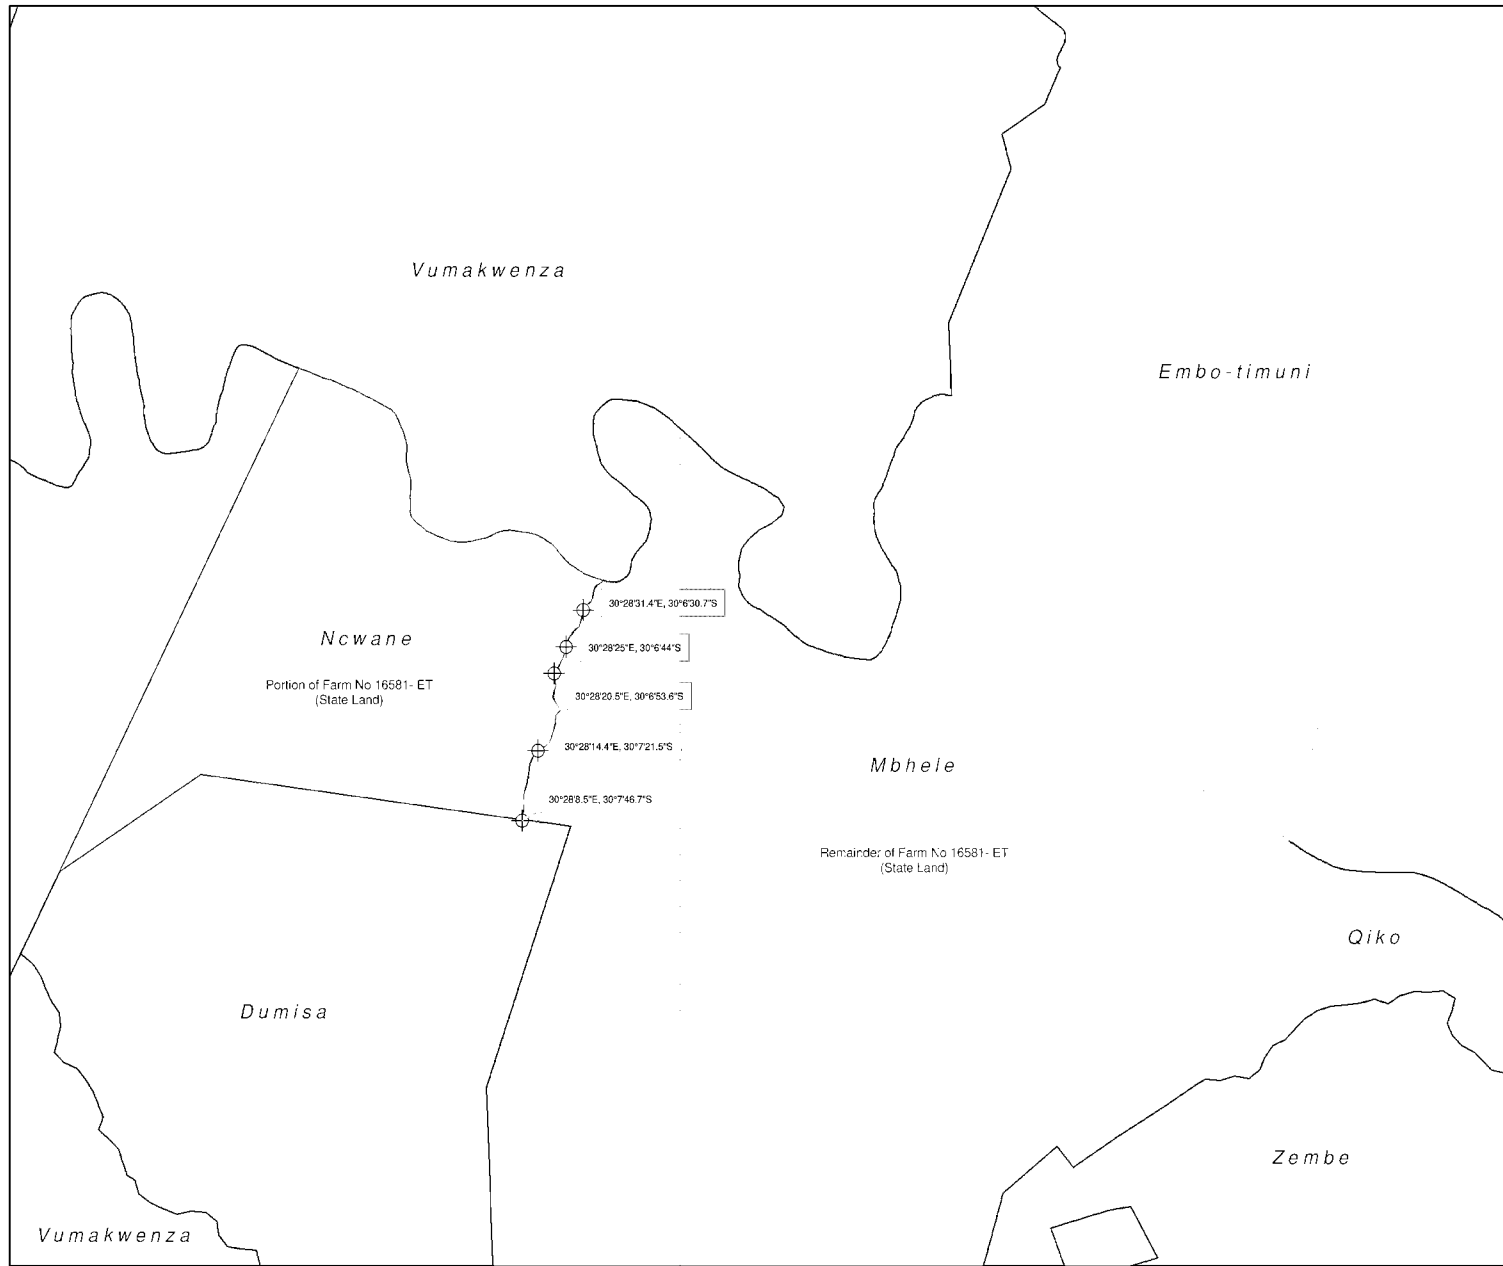 Vumakwenza
Embo-timuni
30°28'31.4"E, 30°6'30.7"S
Ncwane
30°28'25"E, 30°6'44"S
Portion of Farm No 16581- ET
(State Land)
30°28'20.5"E, 30°6'53.6"S
30°28'14.4"E, 30°7'21.5"S
Mbhele
30°28'8.5"E, 30°7'46.7"S
Remainder of Farm No 16581- ET
(State Land)
Qiko
Dumisa
Zembe
Vumakwenza